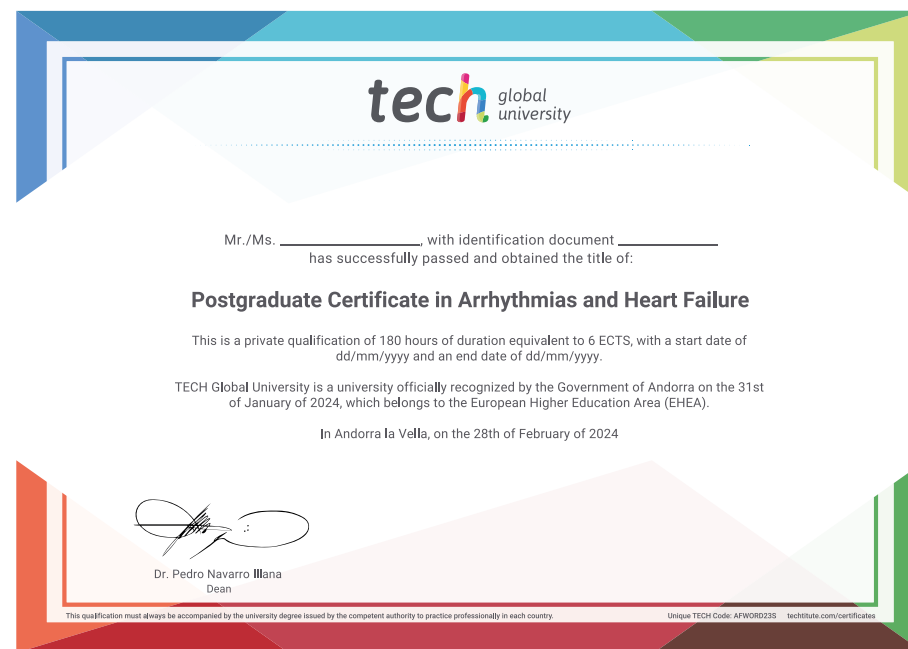 tech global university
Mr./Ms. ____________, with identification document ____________
has successfully passed and obtained the title of:
Postgraduate Certificate in Arrhythmias and Heart Failure
This is a private qualification of 180 hours of duration equivalent to 6 ECTS, with a start date of
dd/mm/yyyy and an end date of dd/mm/yyyy.
TECH Global University is a university officially recognized by the Government of Andorra on the 31st
of January of 2024, which belongs to the European Higher Education Area (EHEA).
In Andorra la Vella, on the 28th of February of 2024
Dr. Pedro Navarro Illana
Dean
This qualification must always be accompanied by the university degree issued by the competent authority to practice professionally in each country.
Unique TECH Code: AFWORD23S techtitute.com/certificates